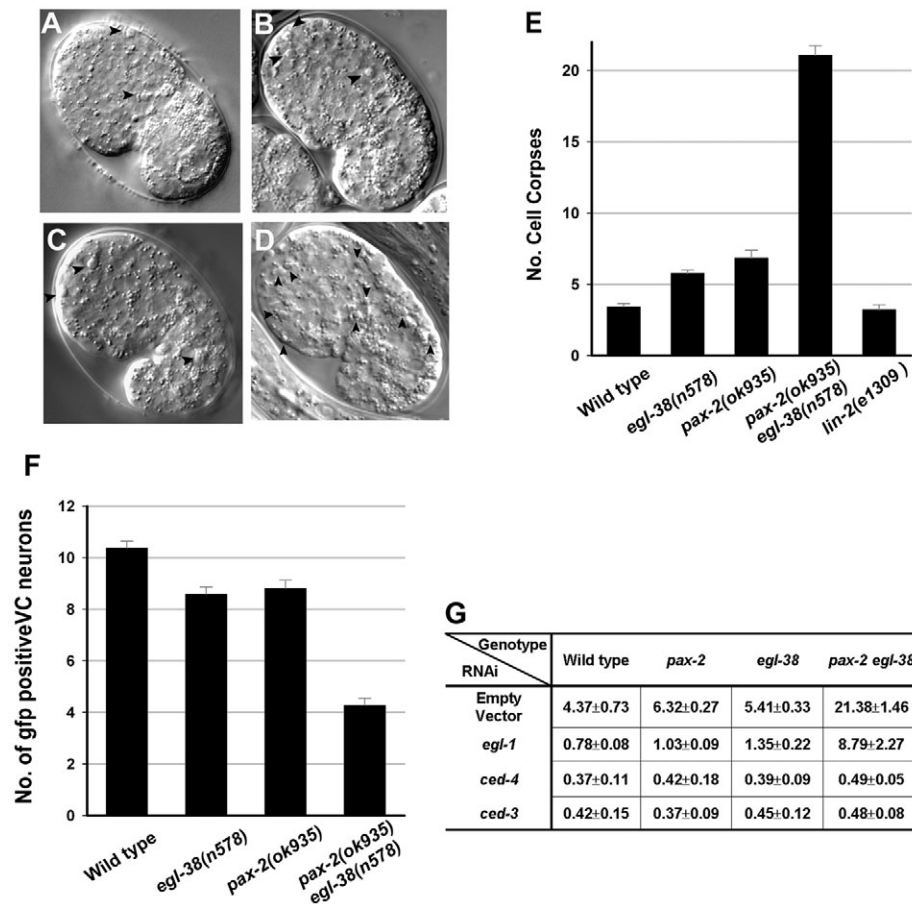 A
B
C
D
E
No. Cell Corpses
20
15
10
5
0
Wild type
egl-38(n578)
pax-2(ok935)
pax-2(ok935)
egl-38(n578)
lin-2(e1309 )
F
No. of gfp positiveVC neurons
12
10
8
6
4
2
0
Wild type
egl-38(n578)
pax-2(ok935)
pax-2(ok935)
egl-38(n578)
G
Genotype
RNAi
Wild type pax-2 egl-38 pax-2 egl-38
Empty
Vector
4.37±0.73 6.32±0.27 5.41±0.33 21.38±1.46
egl-1 0.78±0.08 1.03±0.09 1.35±0.22 8.79±2.27
ced-4 0.37±0.11 0.42±0.18 0.39±0.09 0.49±0.05
ced-3 0.42±0.15 0.37±0.09 0.45±0.12 0.48±0.08